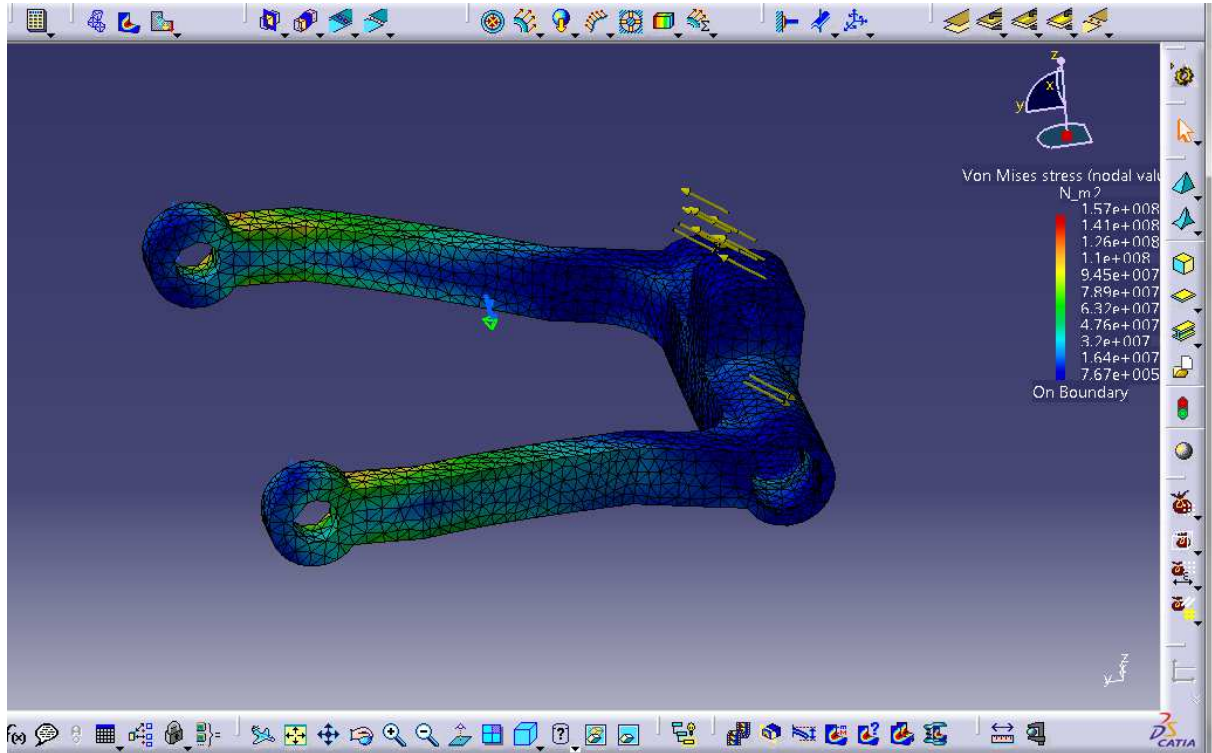 z
x
y
Von Mises stress (nodal valu
N_m2
1.57e+008
1.41e+008
1.26e+008
1.1e+008
9.45e+007
7.89e+007
6.32e+007
4.76e+007
3.2e+007
1.64e+007
7.67e+005
On Boundary
z
y
f(x)
CATIA